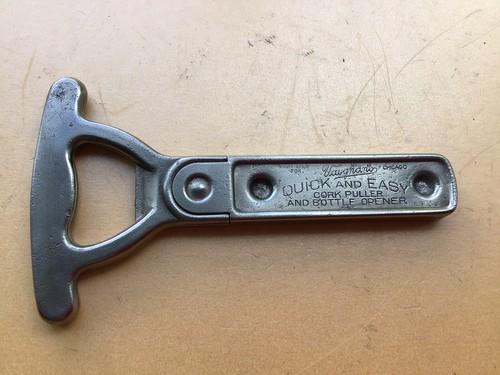 Vaughan's CHICAGO
QUICK AND EASY
CORK PULLER
AND BOTTLE OPENER